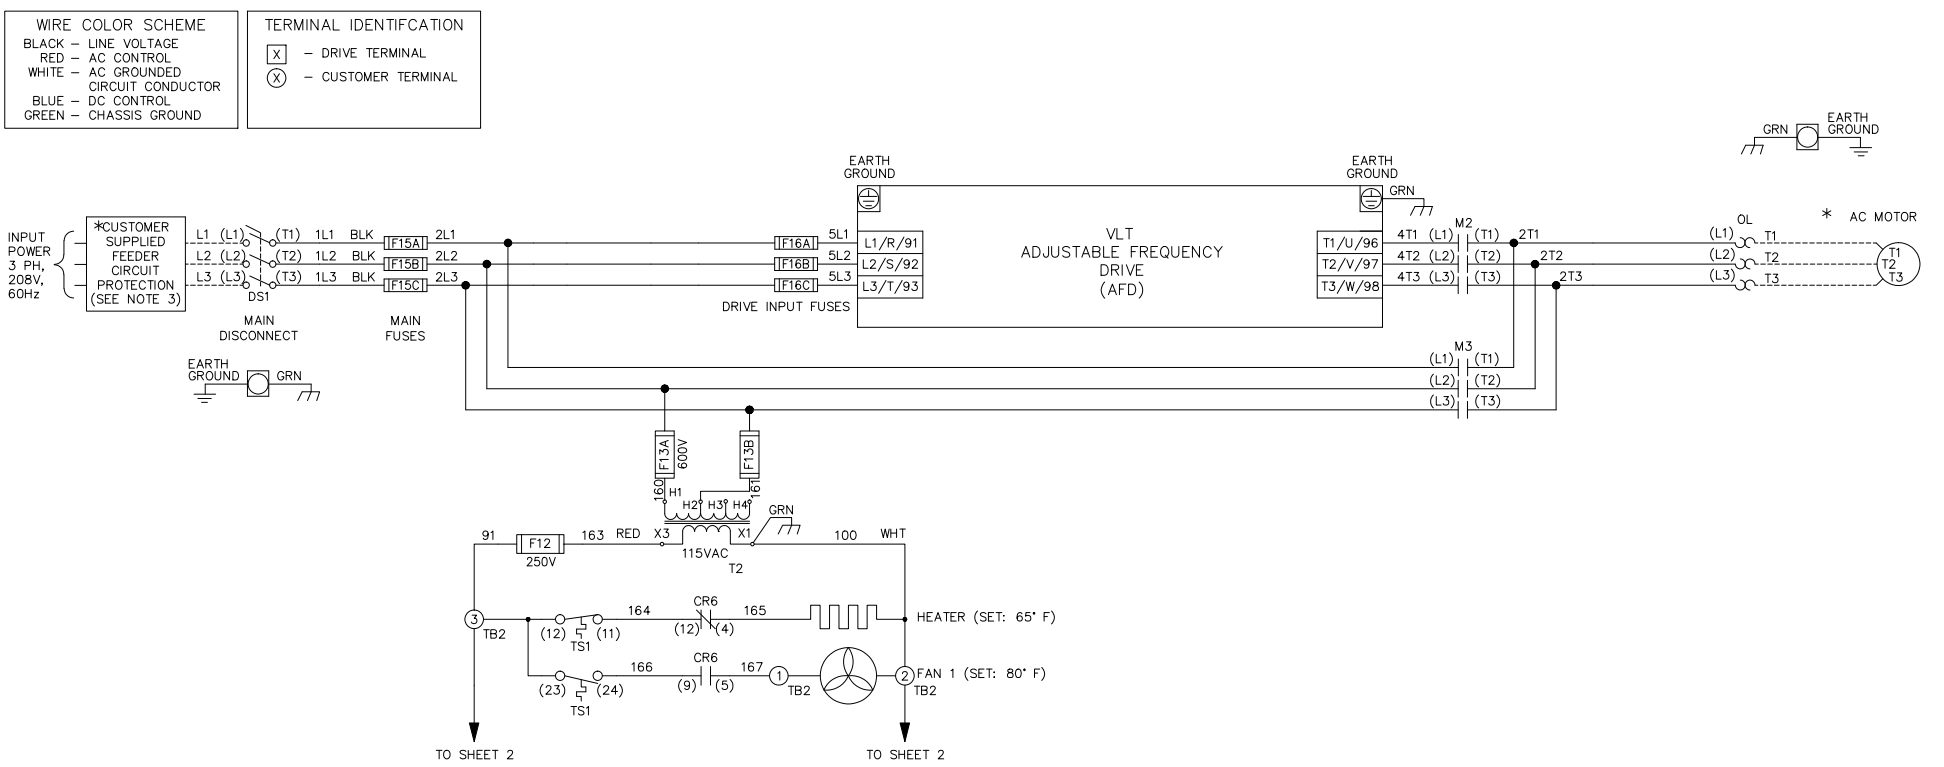 WIRE COLOR SCHEME
BLACK – LINE VOLTAGE
RED – AC CONTROL
WHITE – AC GROUNDED
CIRCUIT CONDUCTOR
BLUE – DC CONTROL
GREEN – CHASSIS GROUND
TERMINAL IDENTIFCATION
X – DRIVE TERMINAL
X – CUSTOMER TERMINAL
GRN
EARTH
GROUND
EARTH
GROUND
EARTH
GROUND
GRN
INPUT
POWER
3 PH,
208V,
60Hz
*CUSTOMER
SUPPLIED
FEEDER
CIRCUIT
PROTECTION
(SEE NOTE 3)
L1 (L1) (T1) 1L1 BLK F15A 2L1
L2 (L2) (T2) 1L2 BLK F15B 2L2
L3 (L3) (T3) 1L3 BLK F15C 2L3
DS1
MAIN
DISCONNECT
MAIN
FUSES
F16A 5L1 L1/R/91
F16B 5L2 L2/S/92
F16C 5L3 L3/T/93
DRIVE INPUT FUSES
VLT
ADJUSTABLE FREQUENCY
DRIVE
(AFD)
M2
T1/U/96 4T1 (L1) (T1) 2T1
T2/V/97 4T2 (L2) (T2) 2T2
T3/W/98 4T3 (L3) (T3) 2T3
OL
(L1) T1
(L2) T2
(L3) T3
* AC MOTOR
T1
T2
T3
M3
(L1) (T1)
(L2) (T2)
(L3) (T3)
EARTH
GROUND
GRN
F13A
600V
F13B
160
161
H1
H2 H3 H4
GRN
91 F12 163 RED X3 X1 100 WHT
250V
115VAC
T2
3
TB2
(12) (11)
TS1
164
CR6
(12) (4)
165
HEATER (SET: 65° F)
(23) (24)
TS1
166
CR6
(9) (5)
167
1
TB2
2
TB2
FAN 1 (SET: 80° F)
TO SHEET 2
TO SHEET 2